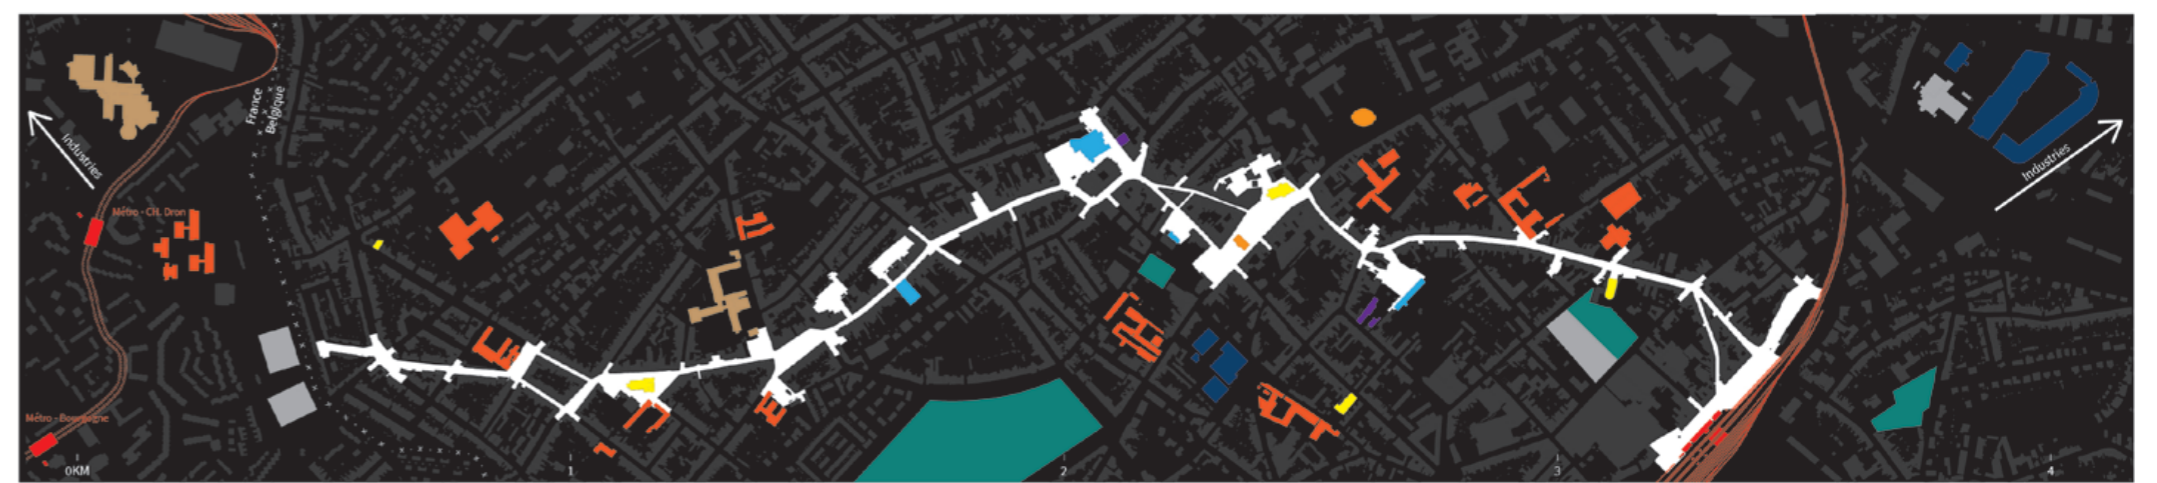 France
Belgique
Industries
Métro - CH. Dron
Industries
Métro - Bourgogne
0KM
1
2
3
4